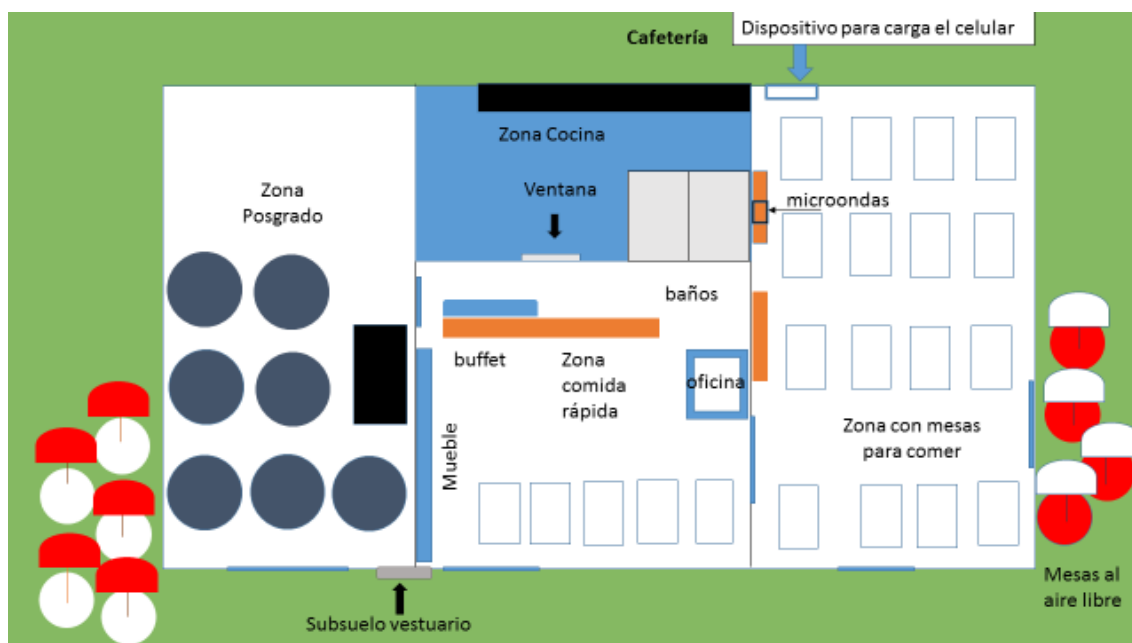 Cafetería
Dispositivo para carga el celular
Zona Cocina
Zona
Posgrado
Ventana
microondas
baños
buffet
Zona
comida
rápida
oficina
Mueble
Zona con mesas
para comer
Mesas al
aire libre
Subsuelo vestuario